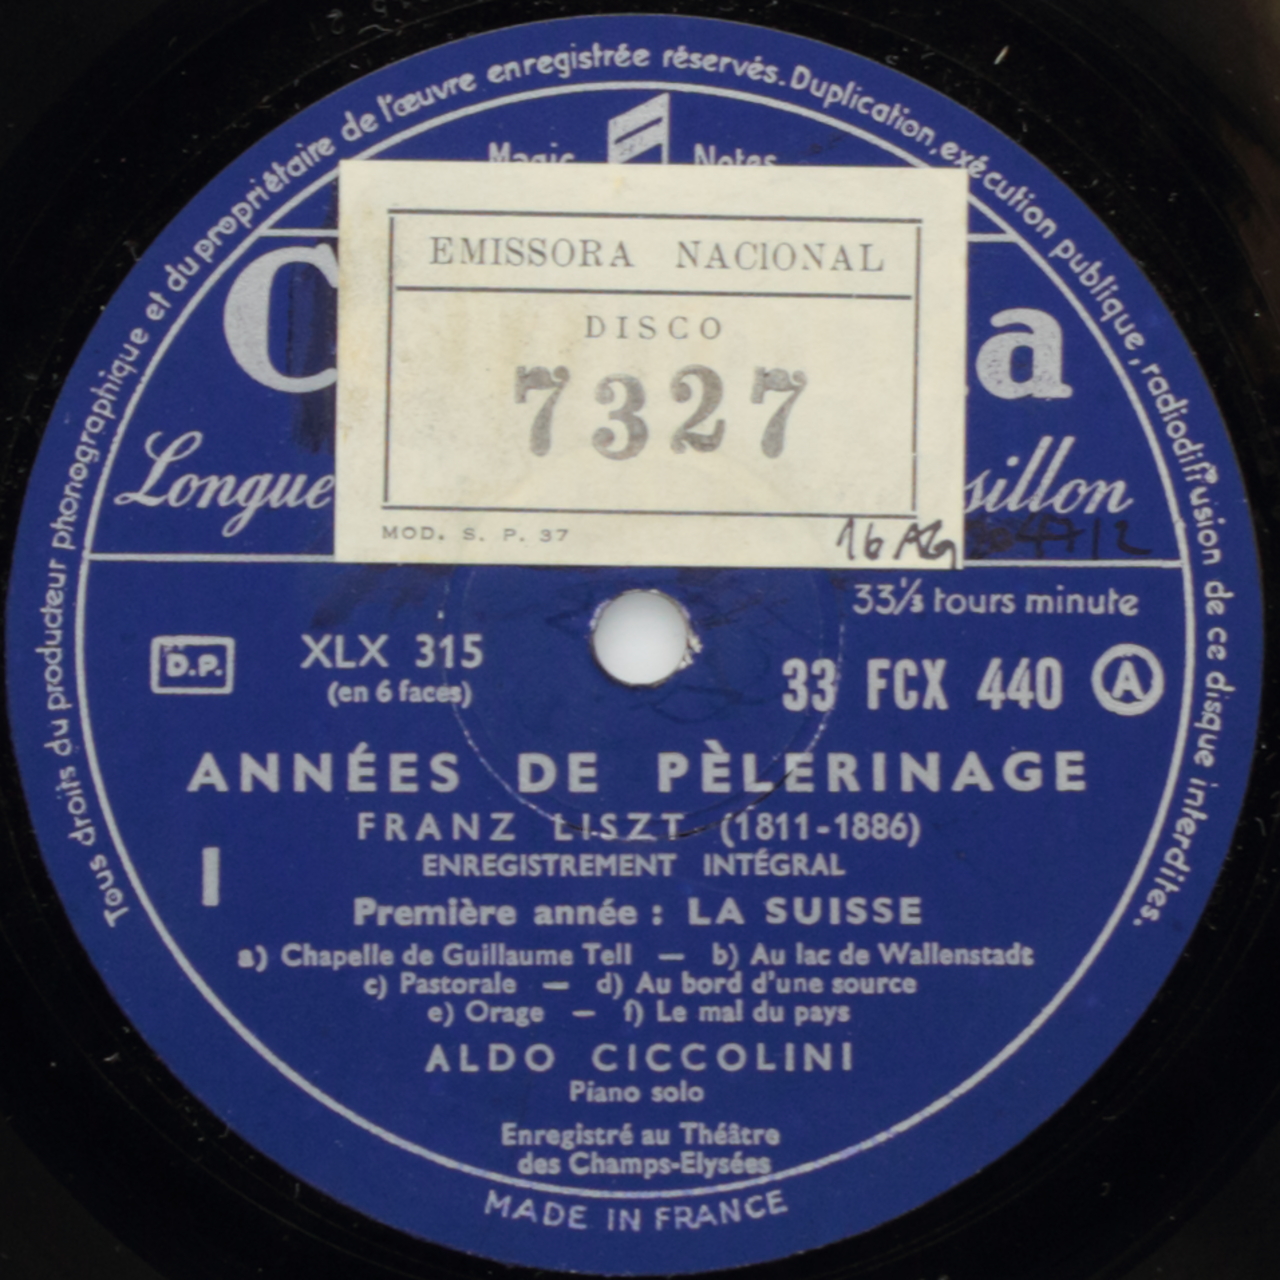 Tous droits du producteur phonographique et du propriétaire de l'œuvre enregistrée réservés. Duplication, exécution publique, radiodiffusion de ce disque interdites.
Magic Notes
EMISSORA NACIONAL
DISCO
7327
Longue
sillon
MOD. S. P. 37
16 AG
33⅓ tours minute
D.P.
XLX 315
(en 6 faces)
33 FCX 440 A
ANNÉES DE PÈLERINAGE
FRANZ LISZT (1811-1886)
ENREGISTREMENT INTÉGRAL
I
Première année : LA SUISSE
a) Chapelle de Guillaume Tell — b) Au lac de Wallenstadt
c) Pastorale — d) Au bord d'une source
e) Orage — f) Le mal du pays
ALDO CICCOLINI
Piano solo
Enregistré au Théâtre
des Champs-Elysées
MADE IN FRANCE